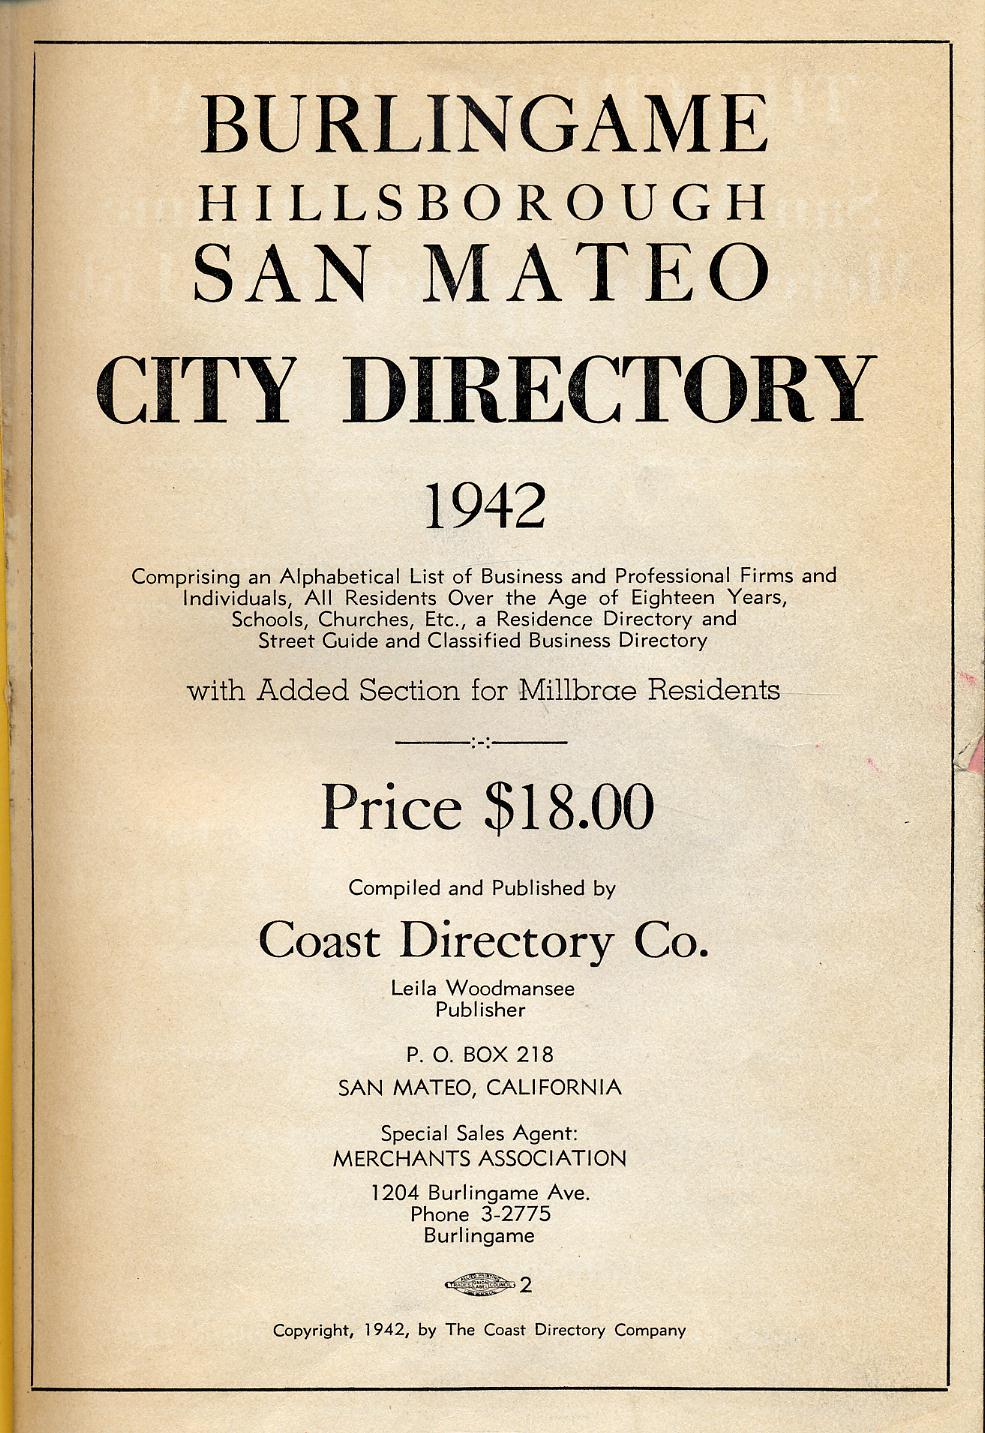 BURLINGAME
HILLSBOROUGH
SAN MATEO
CITY DIRECTORY
1942
Comprising an Alphabetical List of Business and Professional Firms and
Individuals, All Residents Over the Age of Eighteen Years,
Schools, Churches, Etc., a Residence Directory and
Street Guide and Classified Business Directory
with Added Section for Millbrae Residents
Price $18.00
Compiled and Published by
Coast Directory Co.
Leila Woodmansee
Publisher
P. O. BOX 218
SAN MATEO, CALIFORNIA
Special Sales Agent:
MERCHANTS ASSOCIATION
1204 Burlingame Ave.
Phone 3-2775
Burlingame
2
Copyright, 1942, by The Coast Directory Company